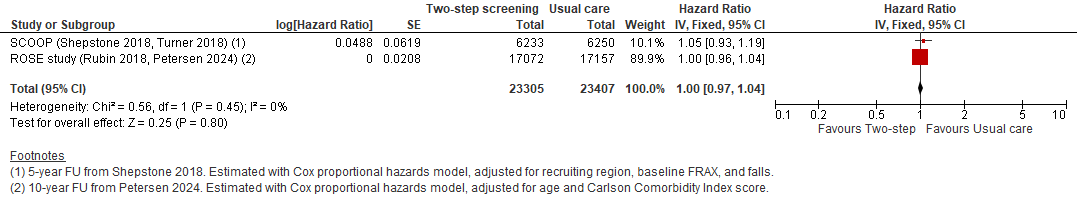 Two-step screening Usual care Hazard Ratio Hazard Ratio
Study or Subgroup log[Hazard Ratio] SE Total Total Weight IV, Fixed, 95% CI IV, Fixed, 95% CI
SCOOP (Shepstone 2018, Turner 2018) (1) 0.0488 0.0619 6233 6250 10.1% 1.05 [0.93, 1.19]
ROSE study (Rubin 2018, Petersen 2024) (2) 0 0.0208 17072 17157 89.9% 1.00 [0.96, 1.04]
Total (95% CI) 23305 23407 100.0% 1.00 [0.97, 1.04]
Heterogeneity: Chi² = 0.56, df = 1 (P = 0.45); I² = 0%
Test for overall effect: Z = 0.25 (P = 0.80)
0.1 0.2 0.5 1 2 5 10
Favours Two-step Favours Usual care
Footnotes
(1) 5-year FU from Shepstone 2018. Estimated with Cox proportional hazards model, adjusted for recruiting region, baseline FRAX, and falls.
(2) 10-year FU from Petersen 2024. Estimated with Cox proportional hazards model, adjusted for age and Carlson Comorbidity Index score.